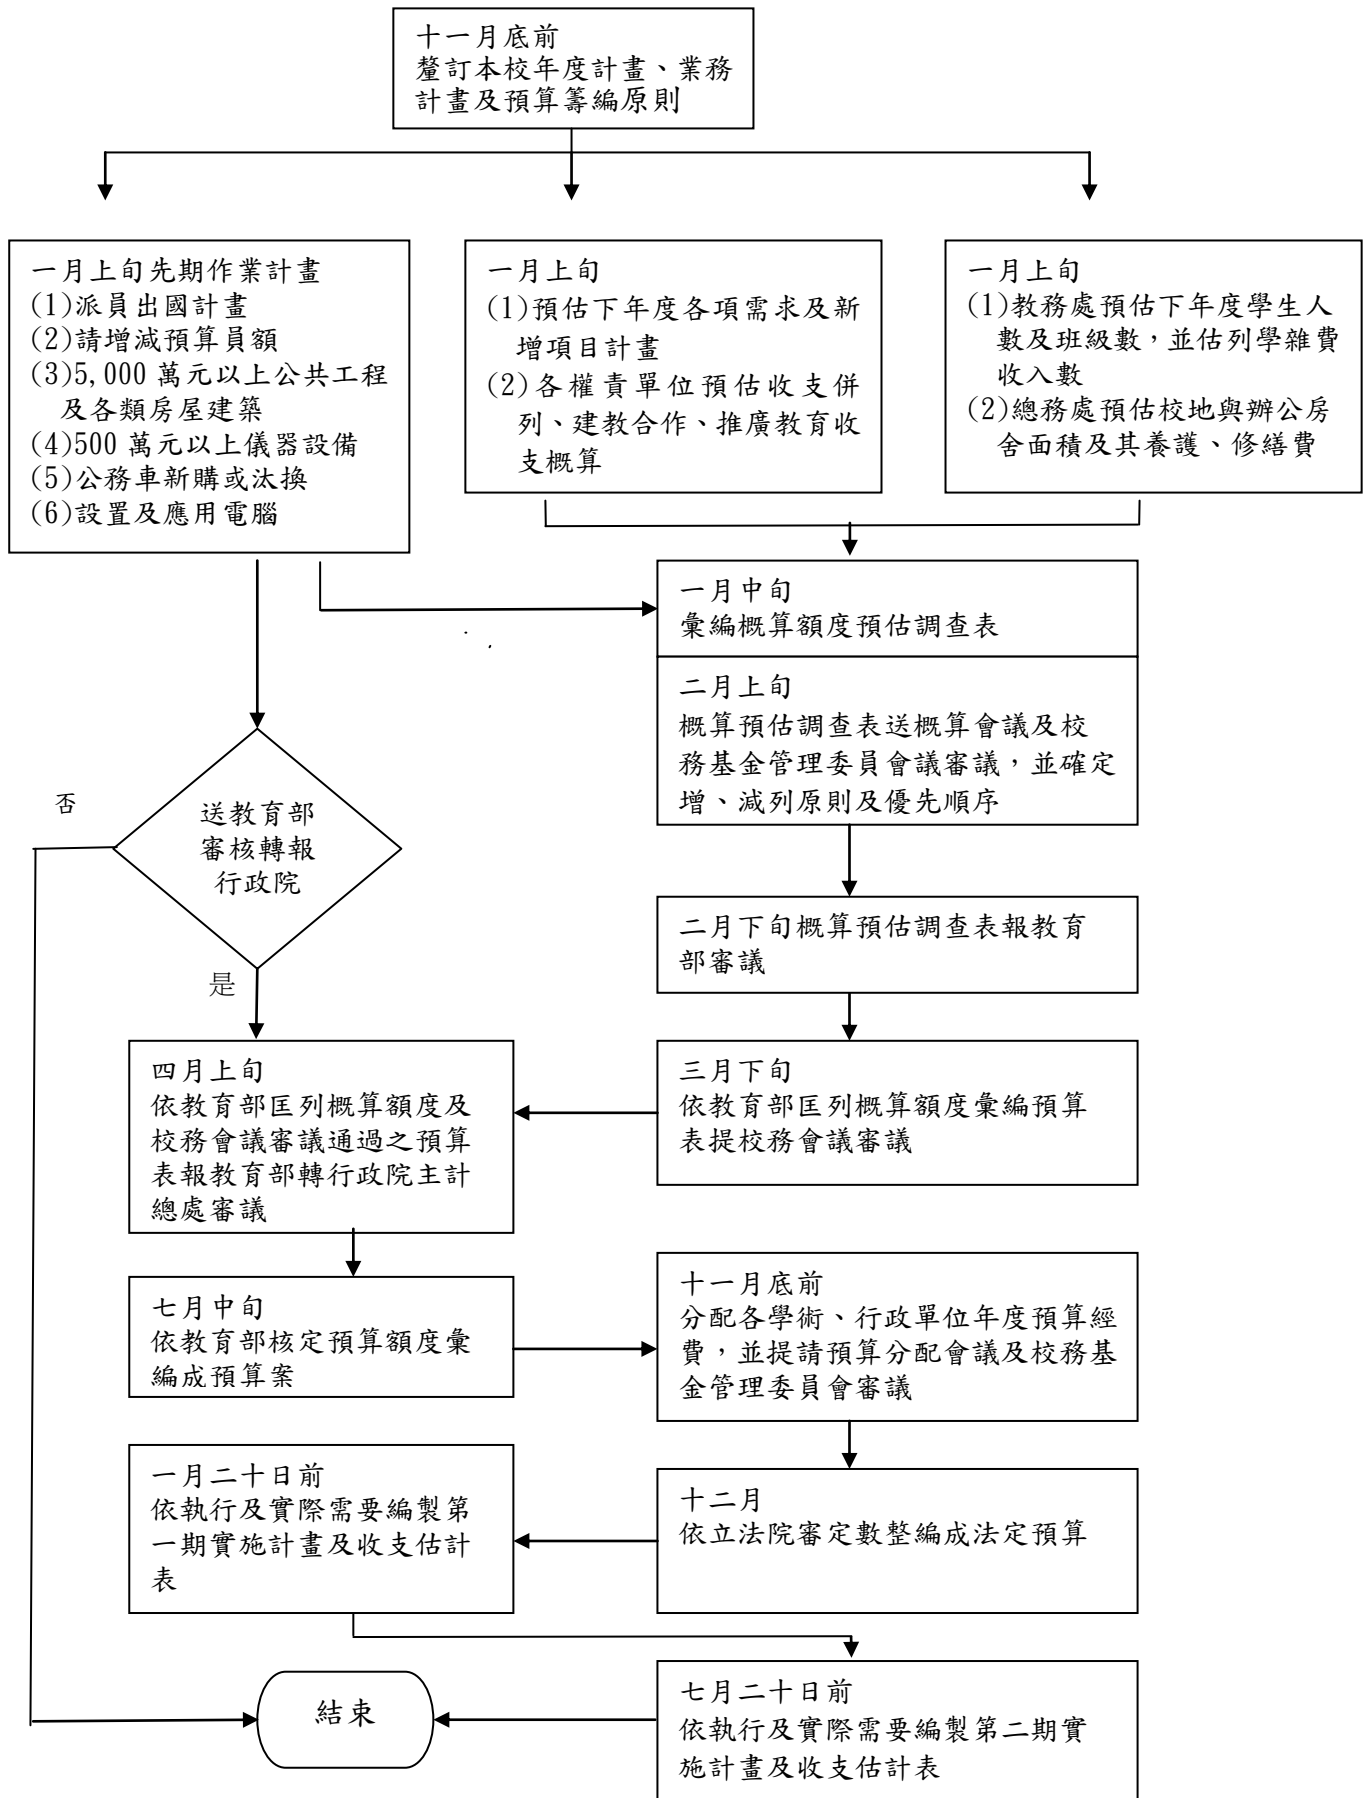 十一月底前
釐訂本校年度計畫、業務
計畫及預算籌編原則
一月上旬先期作業計畫
(1)派員出國計畫
(2)請增減預算員額
(3)5,000 萬元以上公共工程
及各類房屋建築
(4)500 萬元以上儀器設備
(5)公務車新購或汰換
(6)設置及應用電腦
一月上旬
(1)預估下年度各項需求及新
增項目計畫
(2)各權責單位預估收支併
列、建教合作、推廣教育收
支概算
一月上旬
(1)教務處預估下年度學生人
數及班級數，並估列學雜費
收入數
(2)總務處預估校地與辦公房
舍面積及其養護、修繕費
一月中旬
彙編概算額度預估調查表
二月上旬
概算預估調查表送概算會議及校
務基金管理委員會議審議，並確定
增、減列原則及優先順序
否
送教育部
審核轉報
行政院
是
二月下旬概算預估調查表報教育
部審議
四月上旬
依教育部匡列概算額度及
校務會議審議通過之預算
表報教育部轉行政院主計
總處審議
三月下旬
依教育部匡列概算額度彙編預算
表提校務會議審議
七月中旬
依教育部核定預算額度彙
編成預算案
十一月底前
分配各學術、行政單位年度預算經
費，並提請預算分配會議及校務基
金管理委員會審議
一月二十日前
依執行及實際需要編製第
一期實施計畫及收支估計
表
十二月
依立法院審定數整編成法定預算
結束
七月二十日前
依執行及實際需要編製第二期實
施計畫及收支估計表